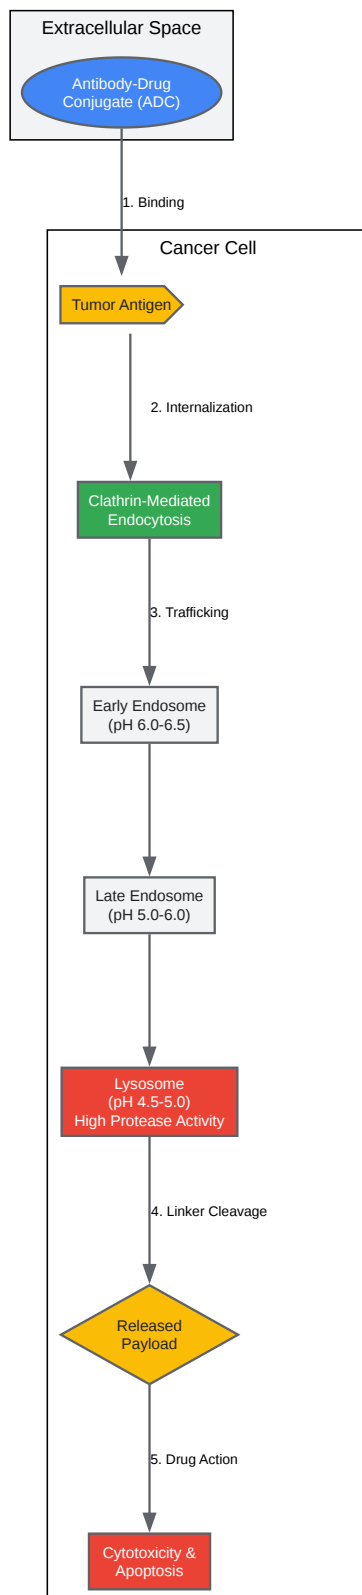 Extracellular Space
Antibody-Drug
Conjugate (ADC)
1. Binding
Cancer Cell
Tumor Antigen
2. Internalization
Clathrin-Mediated
Endocytosis
3. Trafficking
Early Endosome
(pH 6.0-6.5)
Late Endosome
(pH 5.0-6.0)
Lysosome
(pH 4.5-5.0)
High Protease Activity
4. Linker Cleavage
Released
Payload
5. Drug Action
Cytotoxicity &
Apoptosis